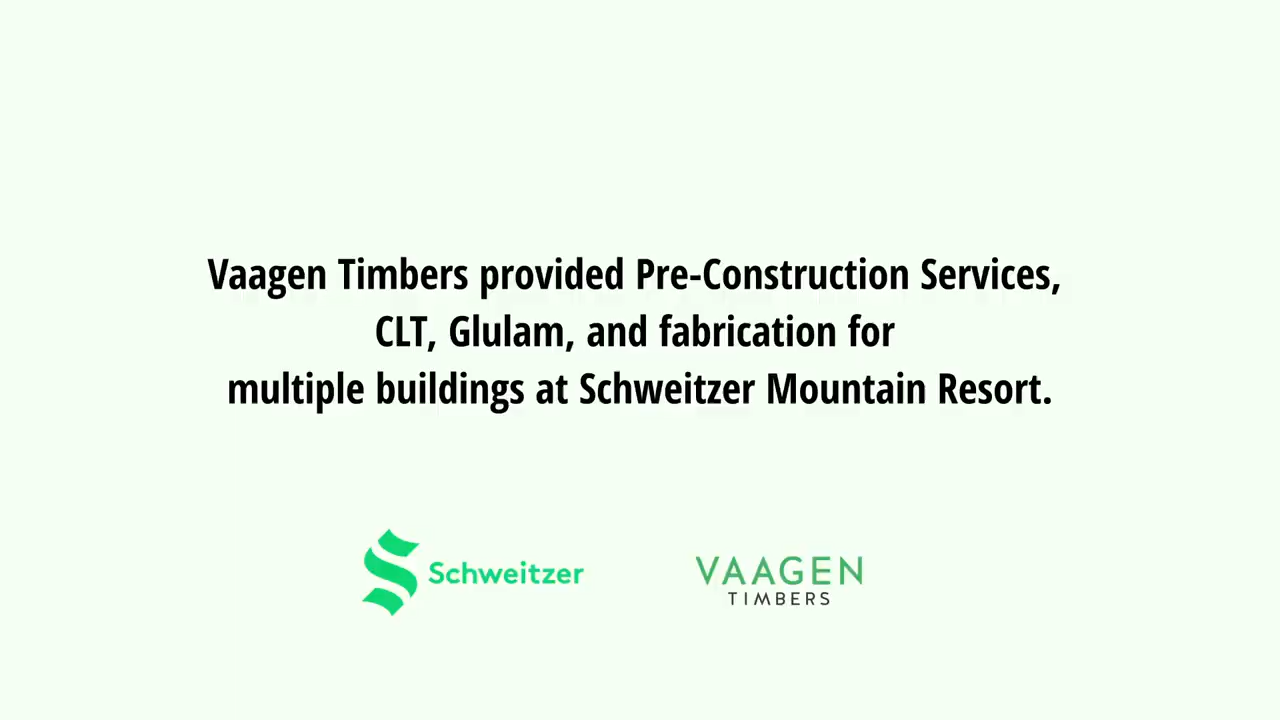 Vaagen Timbers provided Pre-Construction Services,
CLT, Glulam, and fabrication for
multiple buildings at Schweitzer Mountain Resort.
Schweitzer
VAAGEN
TIMBERS